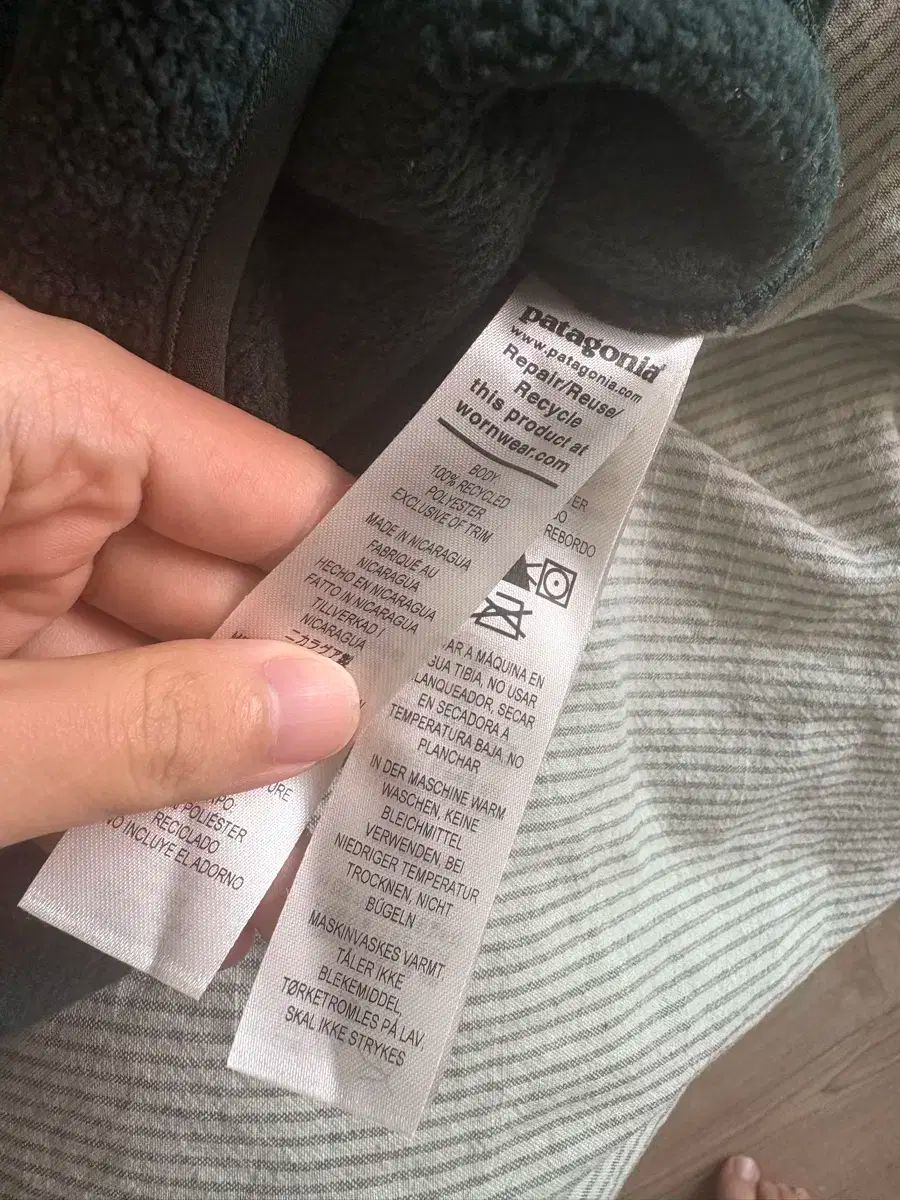 patagonia
www.patagonia.com
Repair/Reuse/
Recycle
this product at
wornwear.com
BODY
100% RECYCLED
POLYESTER
EXCLUSIVE OF TRIM
MADE IN NICARAGUA
FABRIQUE AU
NICARAGUA
HECHO EN NICARAGUA
FATTO IN NICARAGUA
TILLVERKAD I
NICARAGUA
ニカラグア製
POLIÉSTER
RECICLADO
NO INCLUYE EL ADORNO
REBORDO
AR A MÁQUINA EN
GUA TIBIA, NO USAR
LANQUEADOR, SECAR
EN SECADORA A
TEMPERATURA BAJA, NO
PLANCHAR
IN DER MASCHINE WARM
WASCHEN, KEINE
BLEICHMITTEL
VERWENDEN, BEI
NIEDRIGER TEMPERATUR
TROCKNEN, NICHT
BÜGELN
MASKINVASKES VARMT,
TÅLER IKKE
BLEKEMIDDEL,
TØRKETROMLES PÅ LAV,
SKAL IKKE STRYKES